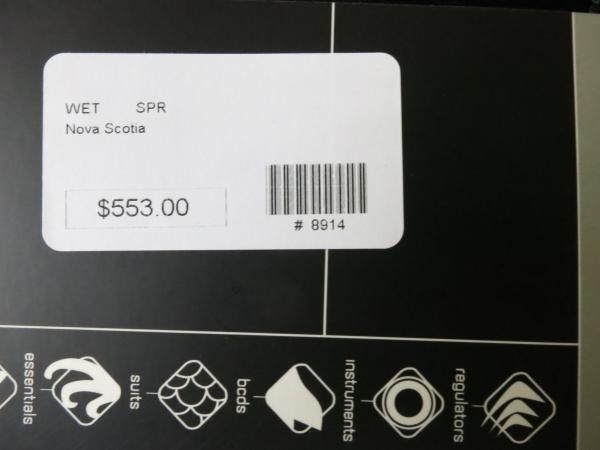 WET SPR
Nova Scotia
$553.00
# 8914
regulators
instruments
bcds
suits
essentials